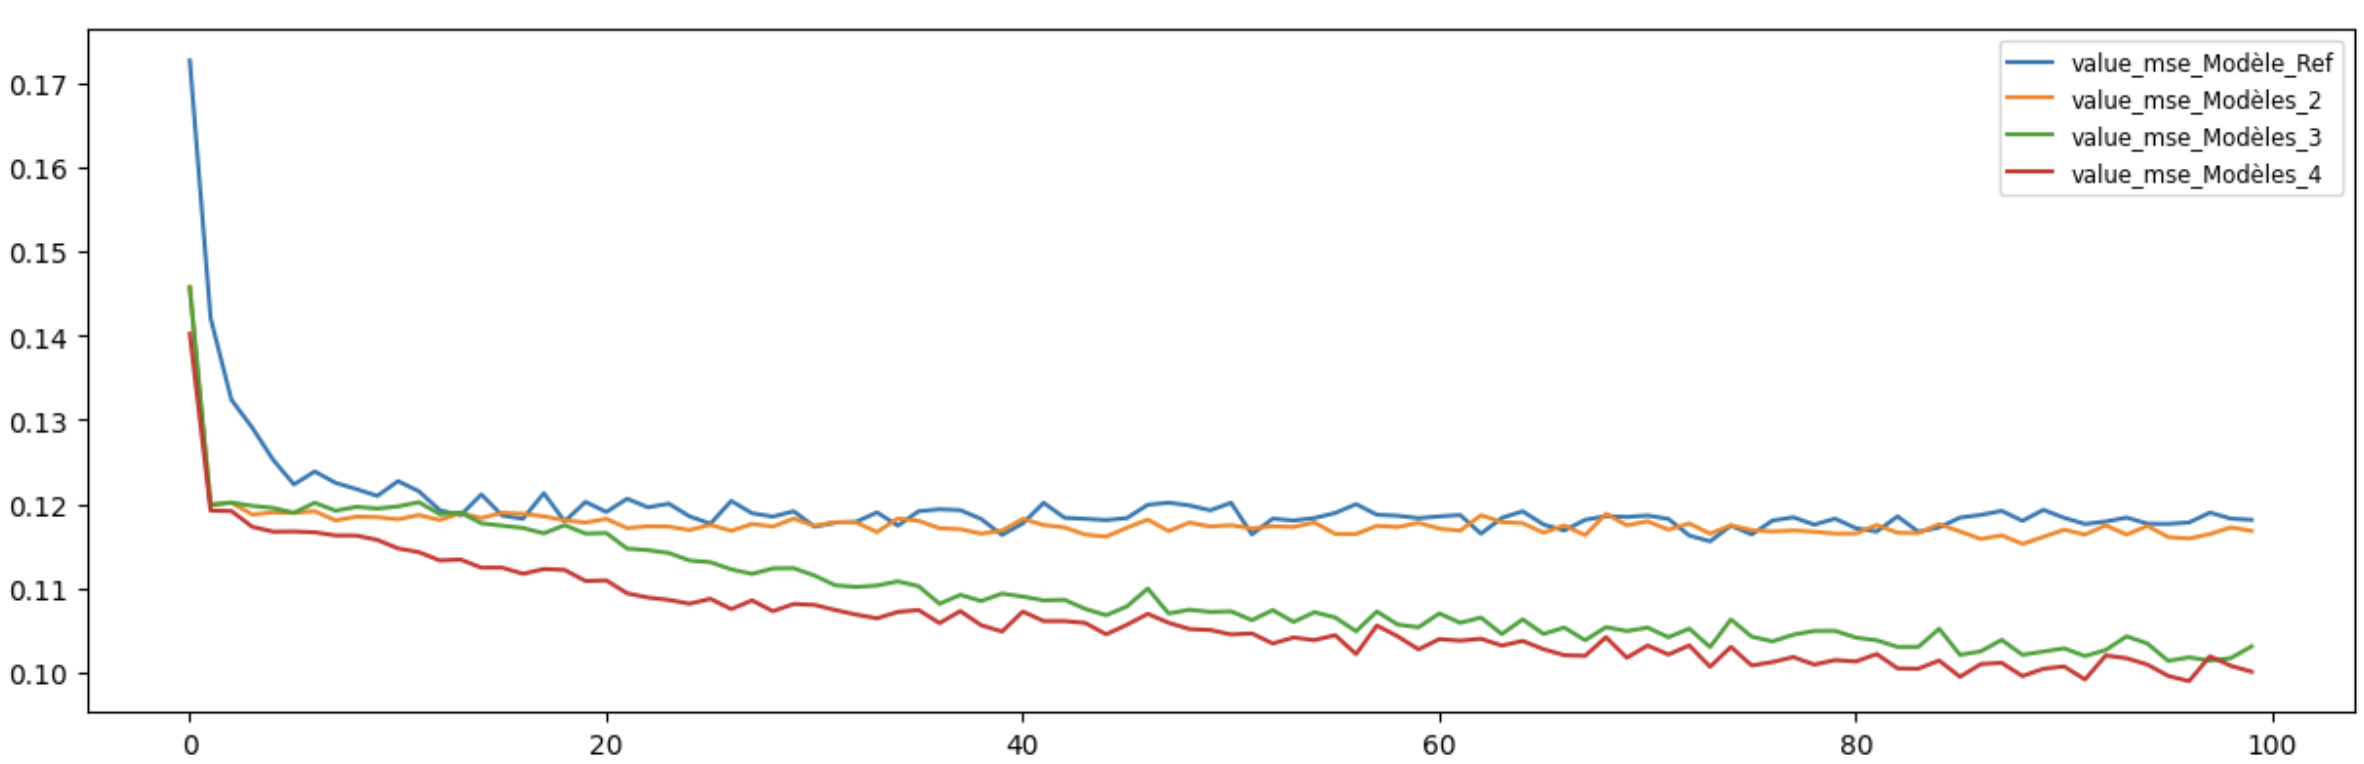 value_mse_Modèle_Ref
value_mse_Modèles_2
value_mse_Modèles_3
value_mse_Modèles_4
0.17
0.16
0.15
0.14
0.13
0.12
0.11
0.10
0 20 40 60 80 100